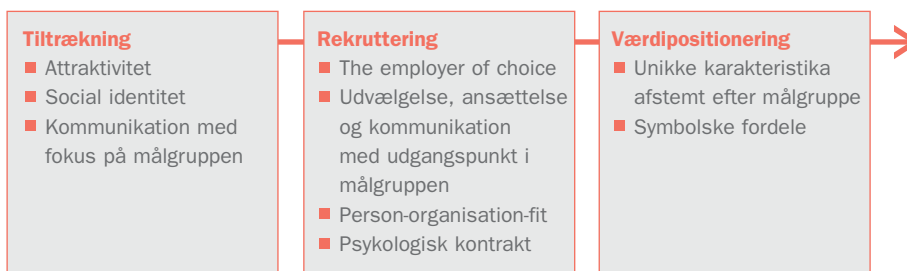 Tiltrækning
Attraktivitet
Social identitet
Kommunikation med
fokus på målgruppen
Rekruttering
The employer of choice
Udvælgelse, ansættelse
og kommunikation
med udgangspunkt i
målgruppen
Person-organisation-fit
Psykologisk kontrakt
Værdipositionering
Unikke karakteristika
afstemt efter målgruppe
Symbolske fordele